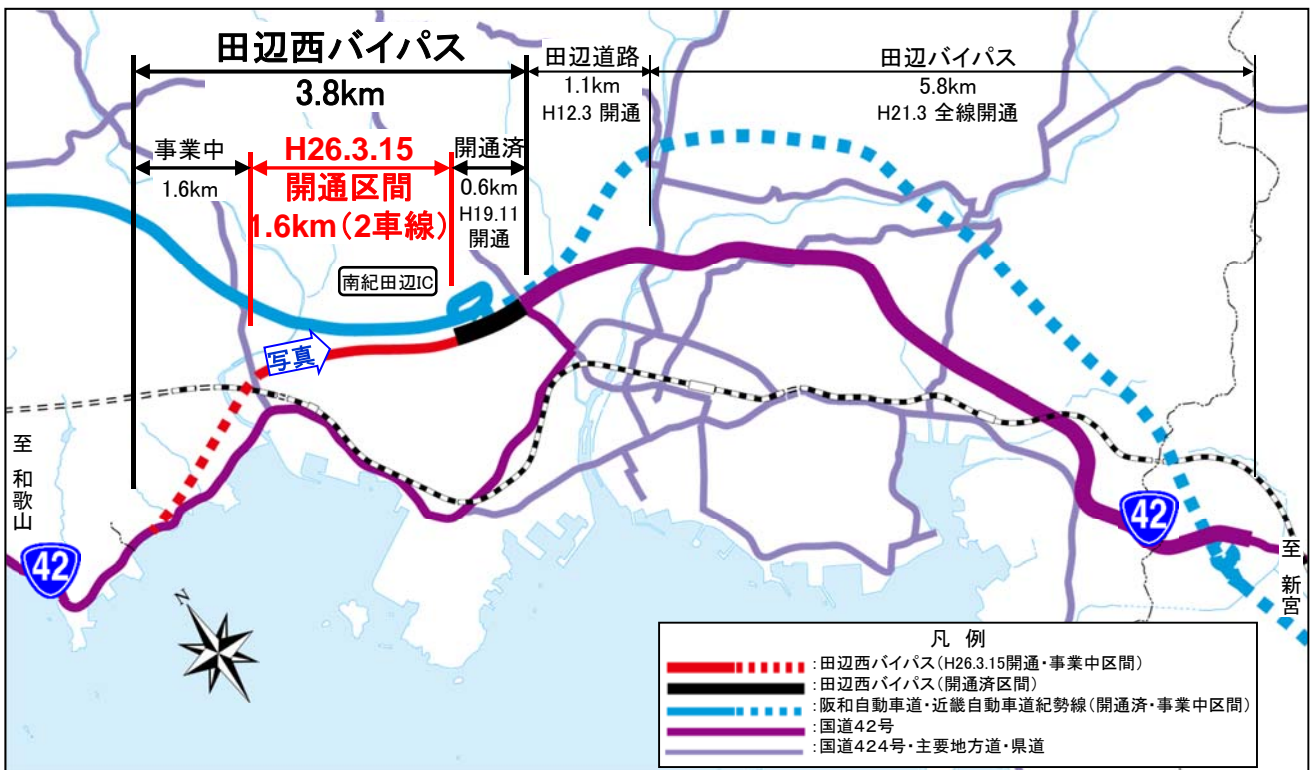 田辺西バイパス
3.8km
田辺道路
1.1km
H12.3 開通
田辺バイパス
5.8km
H21.3 全線開通
事業中
1.6km
H26.3.15
開通区間
1.6km(2車線)
開通済
0.6km
H19.11
開通
南紀田辺IC
写真
至 和歌山
42
42
至 新宮
N
凡 例
:田辺西バイパス(H26.3.15開通・事業中区間)
:田辺西バイパス(開通済区間)
:阪和自動車道・近畿自動車道紀勢線(開通済・事業中区間)
:国道42号
:国道424号・主要地方道・県道